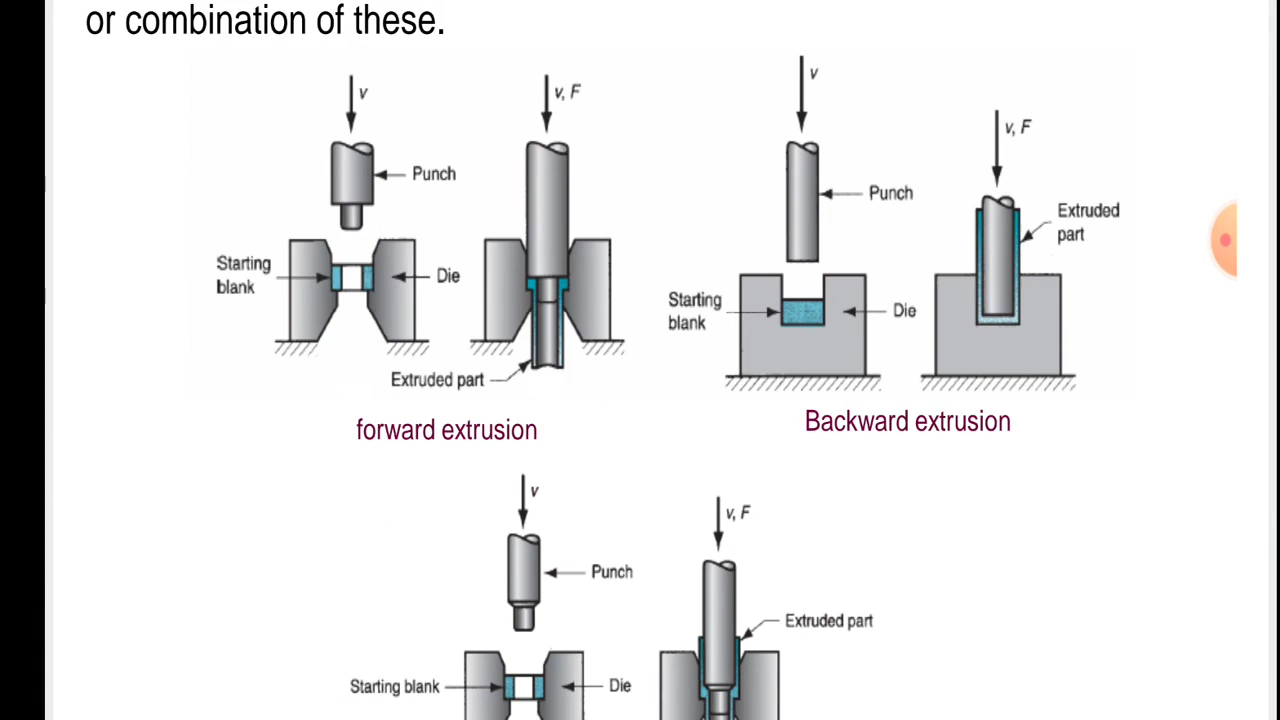 or combination of these.
v
v, F
v
v, F
Punch
Punch
Extruded
part
Starting
blank
Die
Starting
blank
Die
Extruded part
forward extrusion
Backward extrusion
v
v, F
Punch
Extruded part
Starting blank
Die